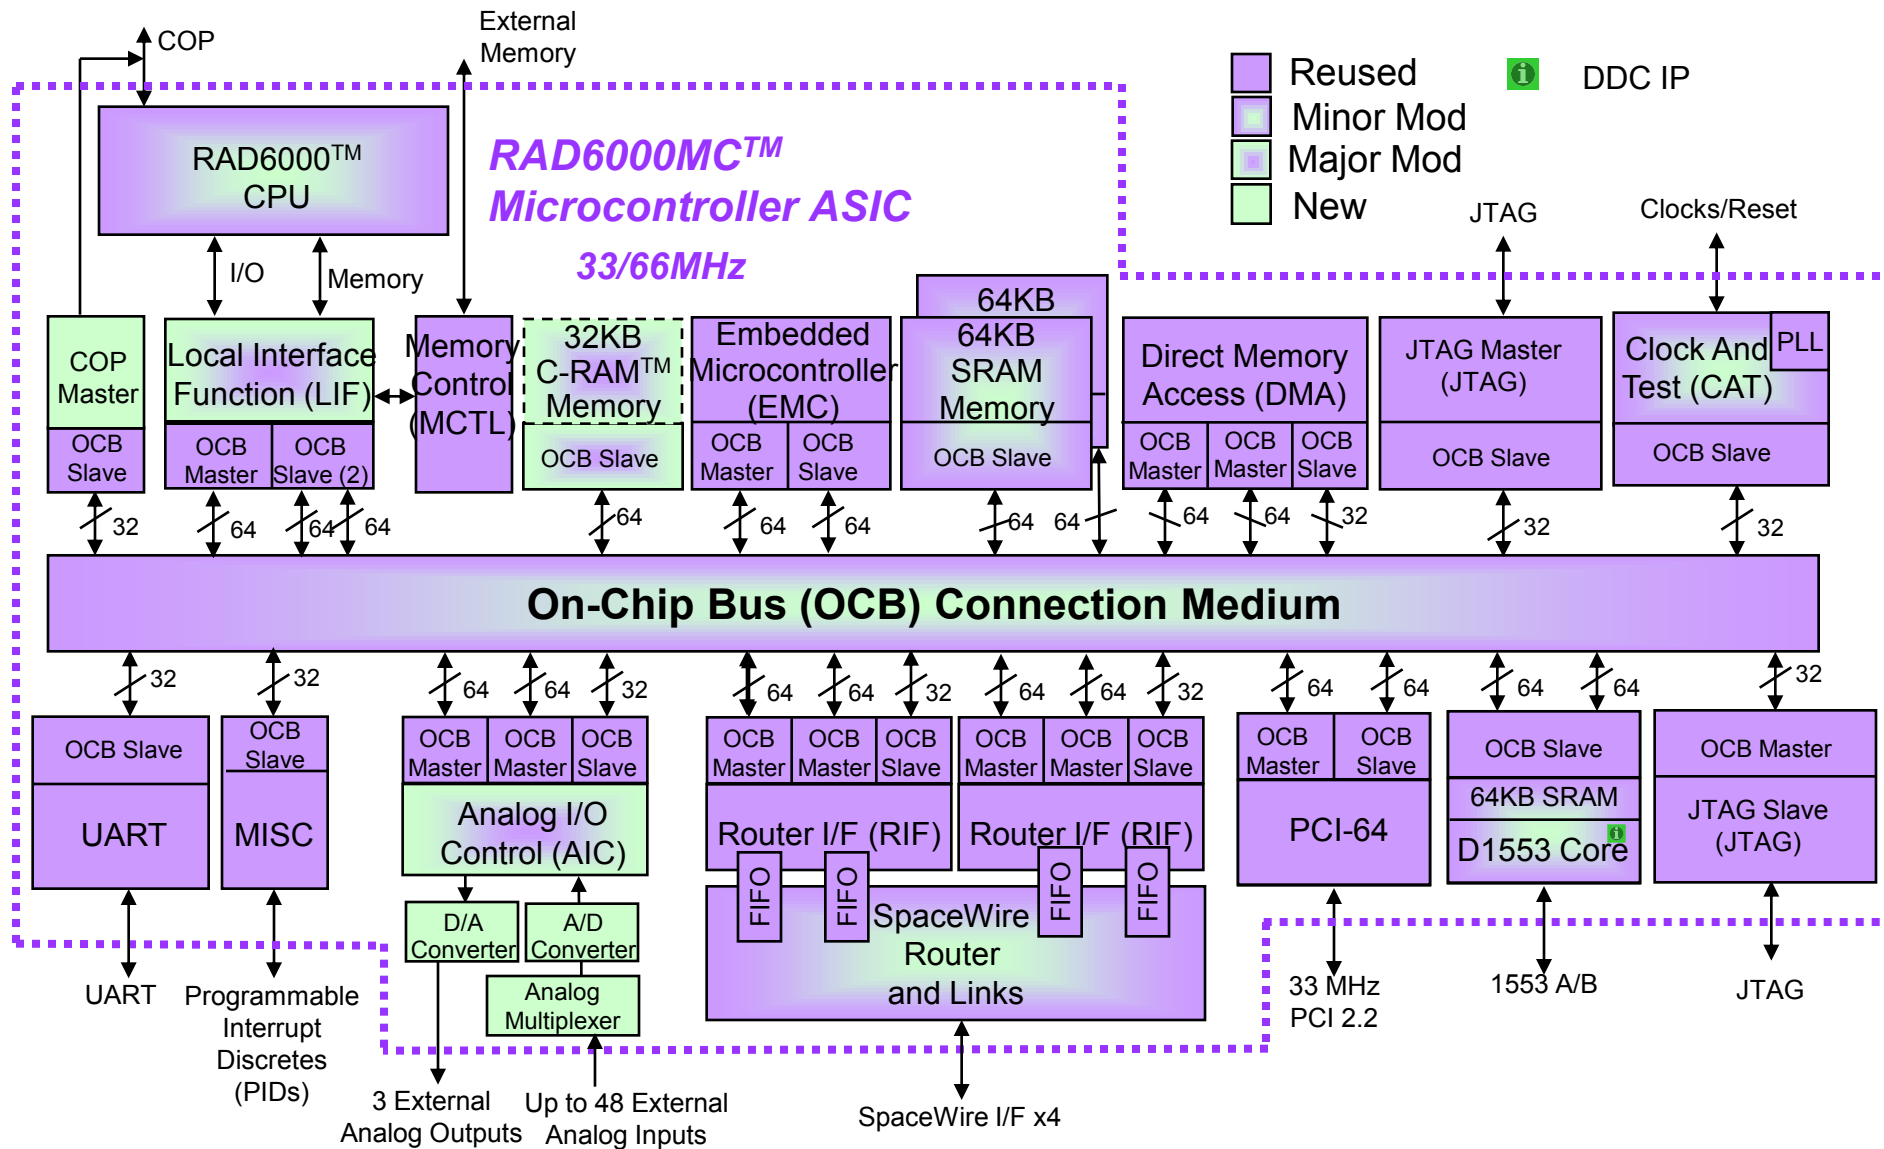 COP
External
Memory
Reused
Minor Mod
Major Mod
New
DDC IP
RAD6000TM
CPU
RAD6000MCTM
Microcontroller ASIC
33/66MHz
I/O
Memory
JTAG
Clocks/Reset
COP
Master
OCB
Slave
Local Interface
Function (LIF)
OCB
Master
OCB
Slave (2)
Memory
Control
(MCTL)
32KB
C-RAMTM
Memory
OCB Slave
Embedded
Microcontroller
(EMC)
OCB
Master
OCB
Slave
64KB
64KB
SRAM
Memory
OCB Slave
Direct Memory
Access (DMA)
OCB
Master
OCB
Master
OCB
Slave
JTAG Master
(JTAG)
OCB Slave
PLL
Clock And
Test (CAT)
OCB Slave
32
64
64
64
64
64
64
64
64
64
64
32
32
32
On-Chip Bus (OCB) Connection Medium
32
32
64
64
32
64
64
32
64
64
32
64
64
64
64
32
OCB Slave
UART
OCB
Slave
MISC
OCB
Master
OCB
Master
OCB
Slave
Analog I/O
Control (AIC)
D/A
Converter
A/D
Converter
Analog
Multiplexer
OCB
Master
OCB
Master
OCB
Slave
Router I/F (RIF)
OCB
Master
OCB
Master
OCB
Slave
Router I/F (RIF)
FIFO
FIFO
FIFO
FIFO
SpaceWire
Router
and Links
OCB
Master
OCB
Slave
PCI-64
OCB Slave
64KB SRAM
D1553 Core
OCB Master
JTAG Slave
(JTAG)
UART
Programmable
Interrupt
Discretes
(PIDs)
3 External
Analog Outputs
Up to 48 External
Analog Inputs
SpaceWire I/F x4
33 MHz
PCI 2.2
1553 A/B
JTAG